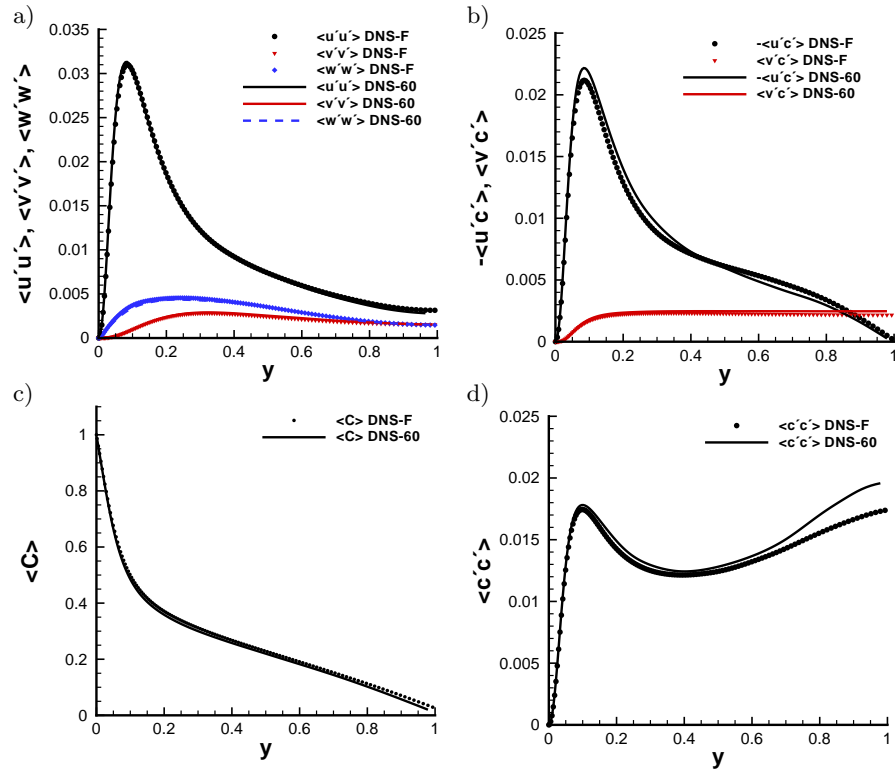 a)
<u´u´> DNS-F
<v´v´> DNS-F
<w´w´> DNS-F
<u´u´> DNS-60
<v´v´> DNS-60
<w´w´> DNS-60
<u´u´>, <v´v´>, <w´w´>
0.035
0.03
0.025
0.02
0.015
0.01
0.005
0
0 0.2 0.4 0.6 0.8 1
y
b)
-<u´c´> DNS-F
<v´c´> DNS-F
-<u´c´> DNS-60
<v´c´> DNS-60
-<u´c´>, <v´c´>
0.025
0.02
0.015
0.01
0.005
0
0 0.2 0.4 0.6 0.8 1
y
c)
<C> DNS-F
<C> DNS-60
<C>
1
0.8
0.6
0.4
0.2
0
0 0.2 0.4 0.6 0.8 1
y
d)
<c´c´> DNS-F
<c´c´> DNS-60
<c´c´>
0.025
0.02
0.015
0.01
0.005
0
0 0.2 0.4 0.6 0.8 1
y